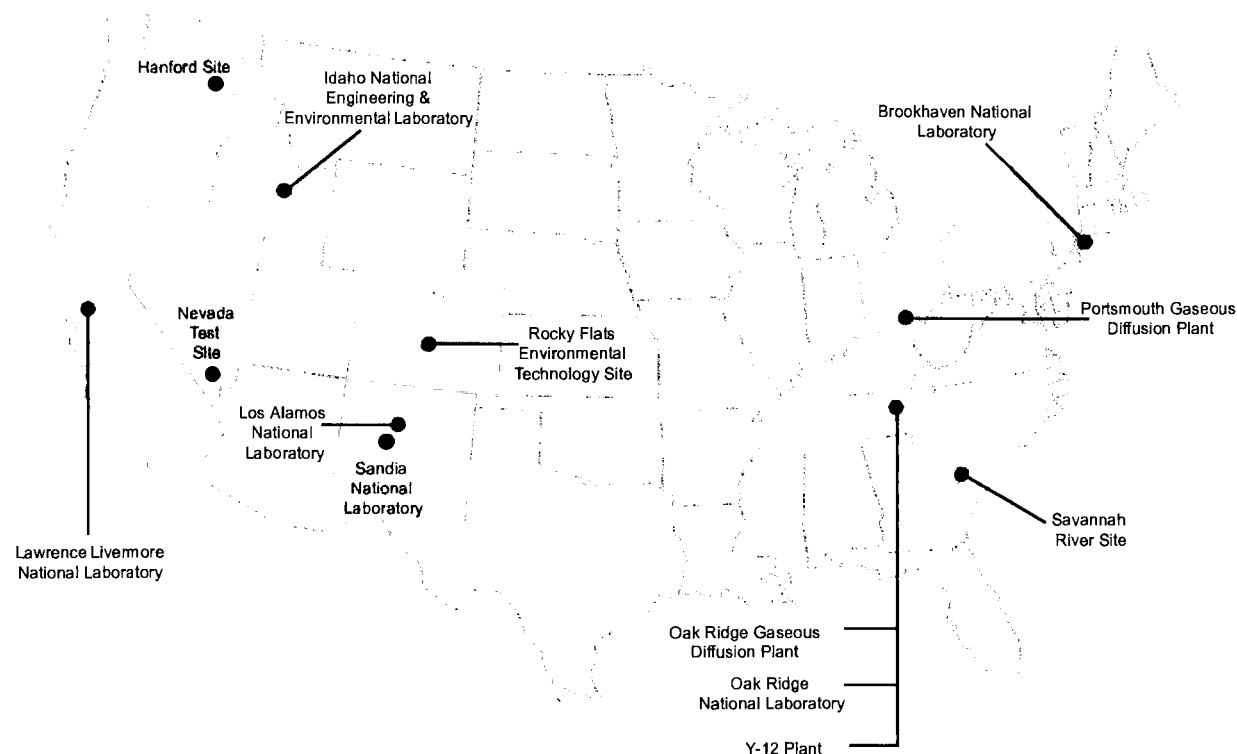 Hanford Site
Idaho National
Engineering &
Environmental Laboratory
Brookhaven National
Laboratory
Nevada
Test
Site
Rocky Flats
Environmental
Technology Site
Portsmouth Gaseous
Diffusion Plant
Los Alamos
National
Laboratory
Sandia
National
Laboratory
Savannah
River Site
Lawrence Livermore
National Laboratory
Oak Ridge Gaseous
Diffusion Plant
Oak Ridge
National Laboratory
Y-12 Plant